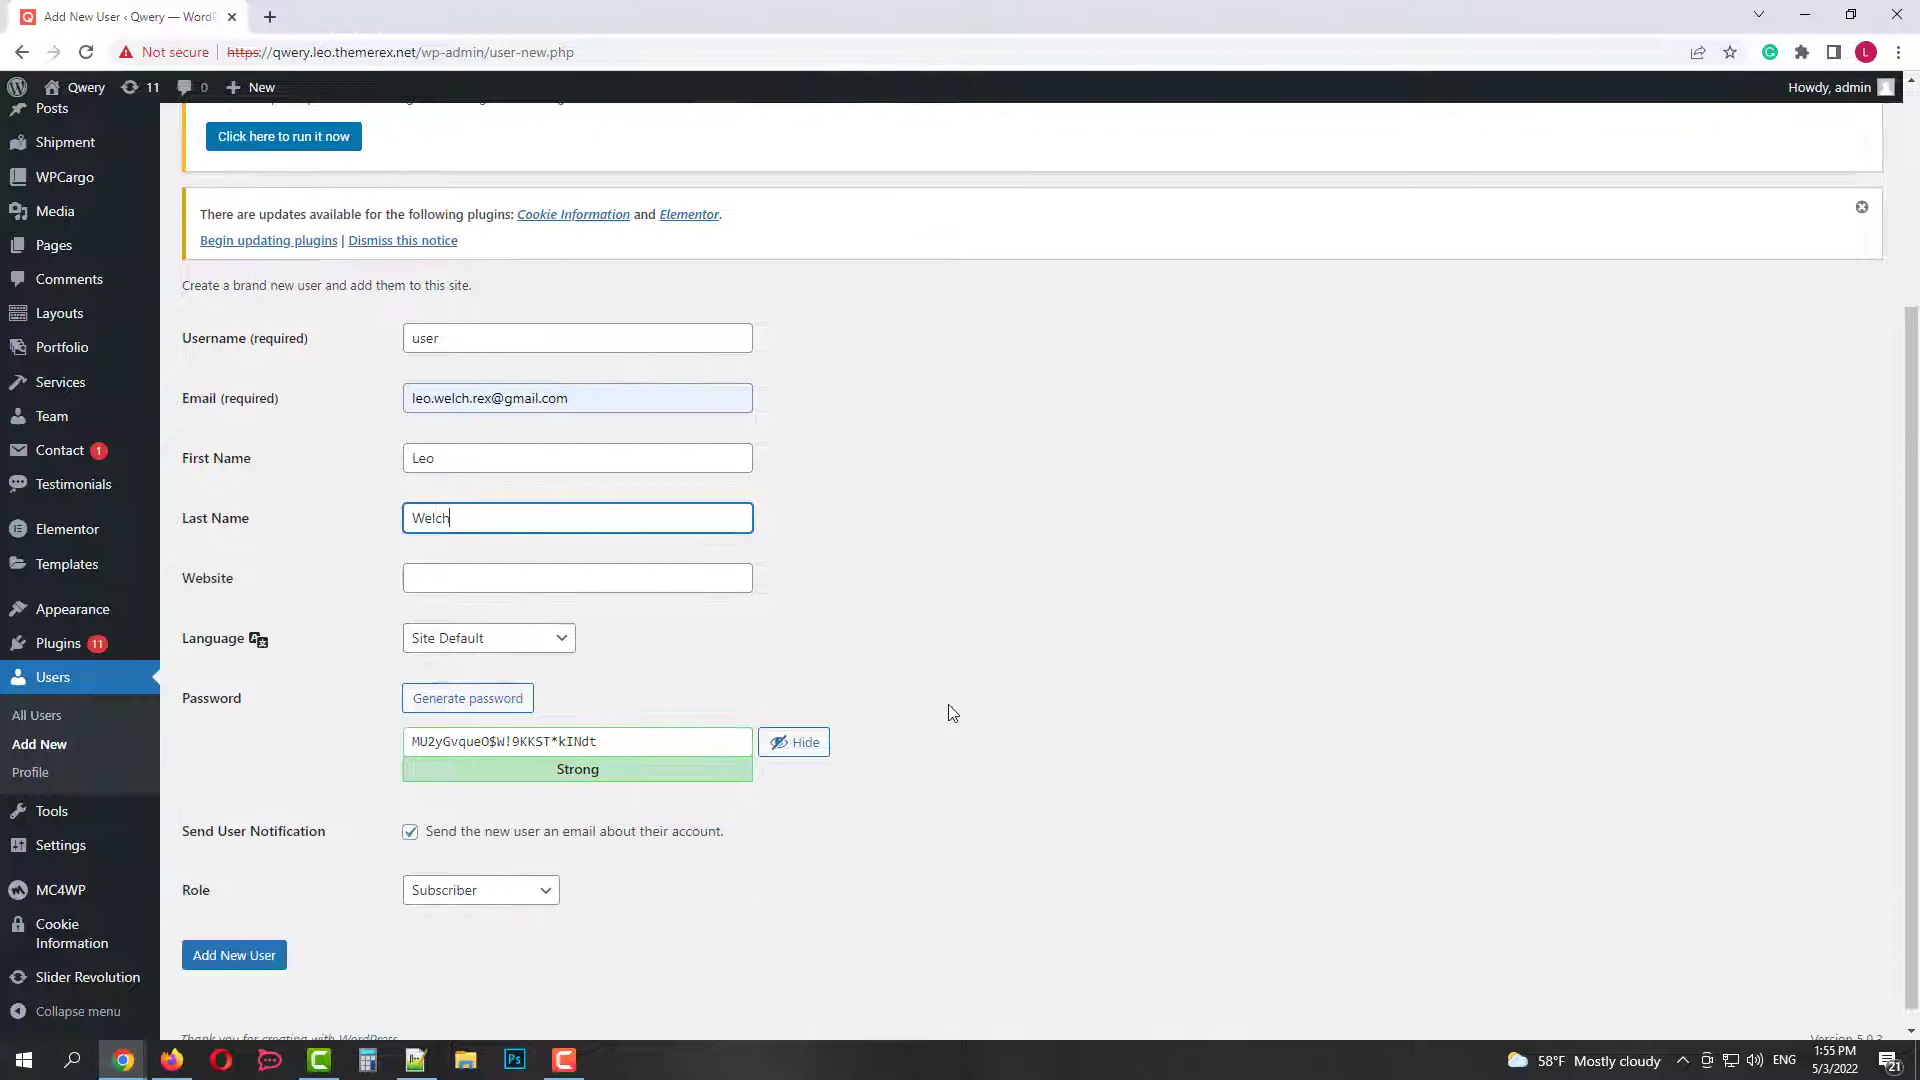 Add New User ‹ Qwery — WordP
Not secure
https://qwery.leo.themerex.net/wp-admin/user-new.php
L
Qwery
11
0
New
Howdy, admin
Posts
Shipment
WPCargo
Media
Pages
Comments
Layouts
Portfolio
Services
Team
Contact 1
Testimonials
Elementor
Templates
Appearance
Plugins 11
Users
All Users
Add New
Profile
Tools
Settings
MC4WP
Cookie
Information
Slider Revolution
Collapse menu
Click here to run it now
There are updates available for the following plugins: Cookie Information and Elementor.
Begin updating plugins | Dismiss this notice
Create a brand new user and add them to this site.
Username (required)
user
Email (required)
leo.welch.rex@gmail.com
First Name
Leo
Last Name
Welch
Website
Language
Site Default
Password
Generate password
MU2yGvqueO$W!9KKST*kINdt
Hide
Strong
Send User Notification
Send the new user an email about their account.
Role
Subscriber
Add New User
Thank you for creating with WordPress.
Version 5.9.3
Ps
58°F Mostly cloudy
ENG
1:55 PM
5/3/2022
21